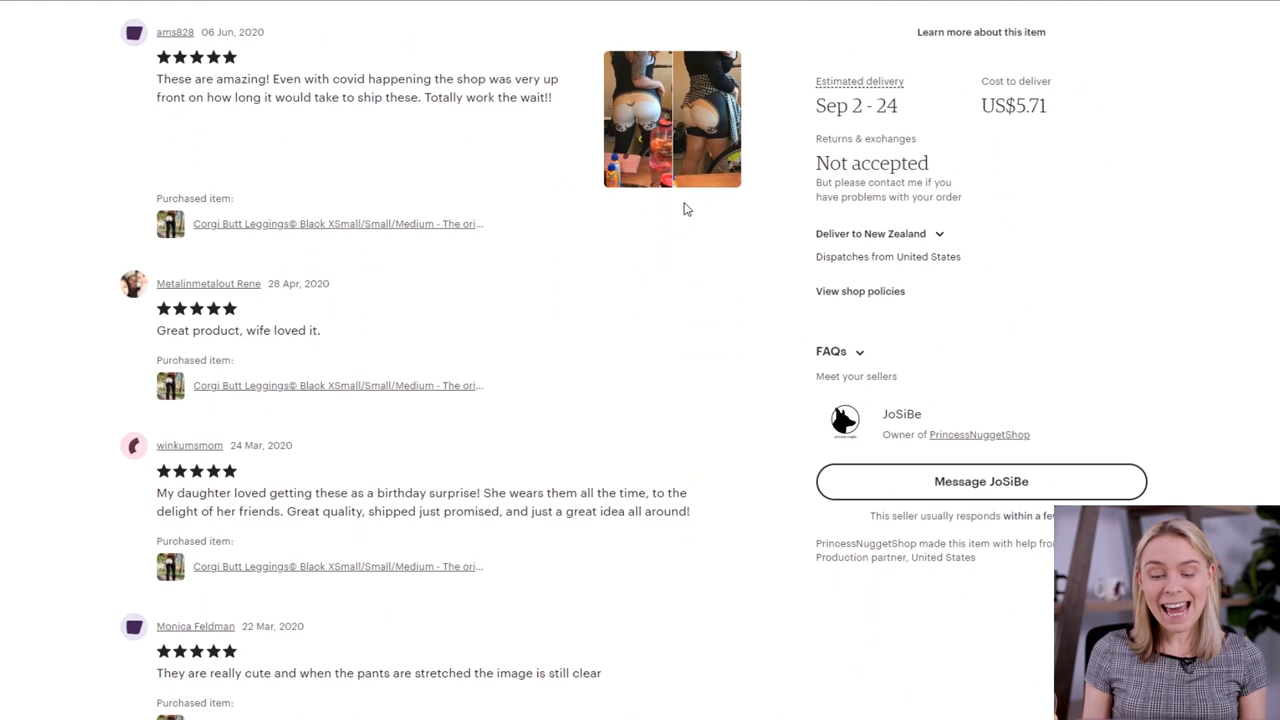 ams828 06 Jun, 2020
These are amazing! Even with covid happening the shop was very up
front on how long it would take to ship these. Totally work the wait!!
Purchased item:
Corgi Butt Leggings© Black XSmall/Small/Medium - The ori...
Metalinmetalout Rene 28 Apr, 2020
Great product, wife loved it.
Purchased item:
Corgi Butt Leggings© Black XSmall/Small/Medium - The ori...
winkumsmom 24 Mar, 2020
My daughter loved getting these as a birthday surprise! She wears them all the time, to the
delight of her friends. Great quality, shipped just promised, and just a great idea all around!
Purchased item:
Corgi Butt Leggings© Black XSmall/Small/Medium - The ori...
Monica Feldman 22 Mar, 2020
They are really cute and when the pants are stretched the image is still clear
Purchased item:
Learn more about this item
Estimated delivery Cost to deliver
Sep 2 - 24 US$5.71
Returns & exchanges
Not accepted
But please contact me if you
have problems with your order
Deliver to New Zealand
Dispatches from United States
View shop policies
FAQs
Meet your sellers
JoSiBe
Owner of PrincessNuggetShop
Message JoSiBe
This seller usually responds within a
PrincessNuggetShop made this item with help
Production partner, United States